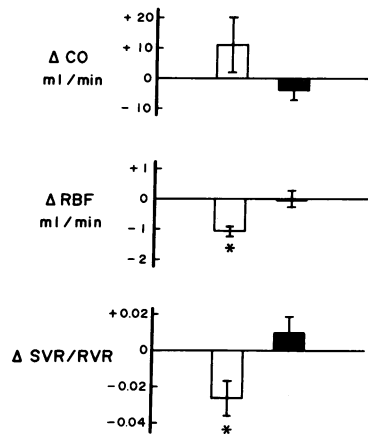 + 20
+ 10
Δ CO
0
ml/min
- 10
+ 1
Δ RBF
0
ml/min
- 1
*
- 2
+0.02
0
Δ SVR/RVR
-0.02
-0.04
*